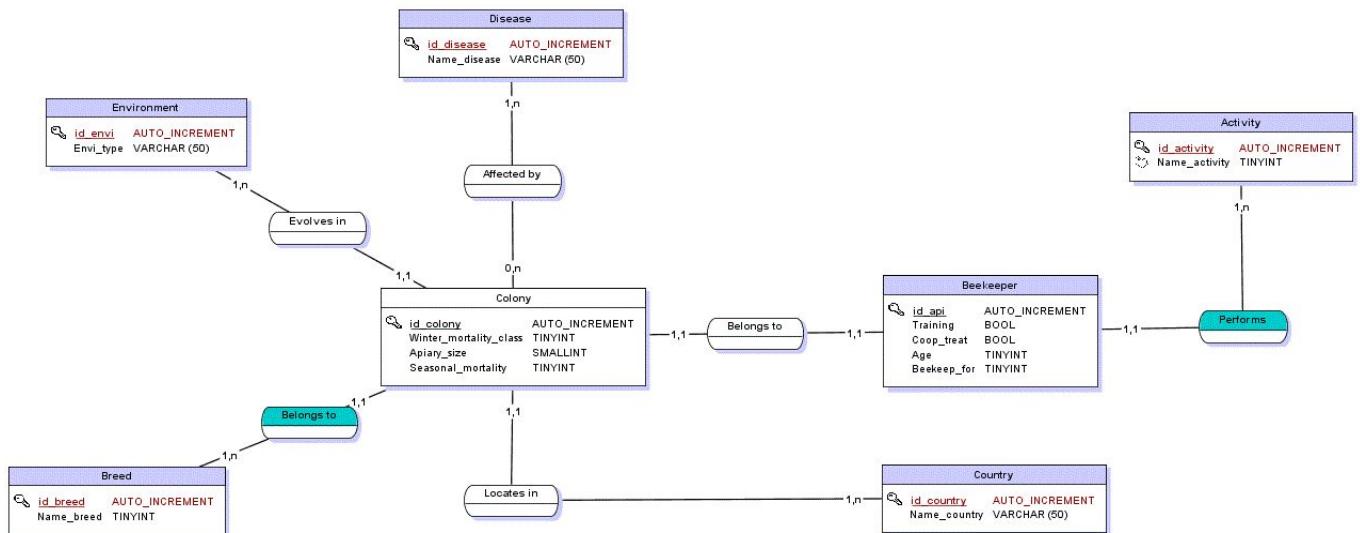 Disease
id_disease AUTO_INCREMENT
Name_disease VARCHAR (50)
1,n
Environment
id_envi AUTO_INCREMENT
Envi_type VARCHAR (50)
1,n
Activity
id_activity AUTO_INCREMENT
Name_activity TINYINT
1,n
Affected by
Evolves in
1,1
0,n
Colony
id_colony AUTO_INCREMENT
Winter_mortality_class TINYINT
Apiary_size SMALLINT
Seasonal_mortality TINYINT
1,1
Belongs to
1,1
Beekeeper
id_api AUTO_INCREMENT
Training BOOL
Coop_treat BOOL
Age TINYINT
Beekeep_for TINYINT
1,1
Performs
1,1
Belongs to
1,n
1,1
Breed
id_breed AUTO_INCREMENT
Name_breed TINYINT
Locates in
1,n
Country
id_country AUTO_INCREMENT
Name_country VARCHAR (50)